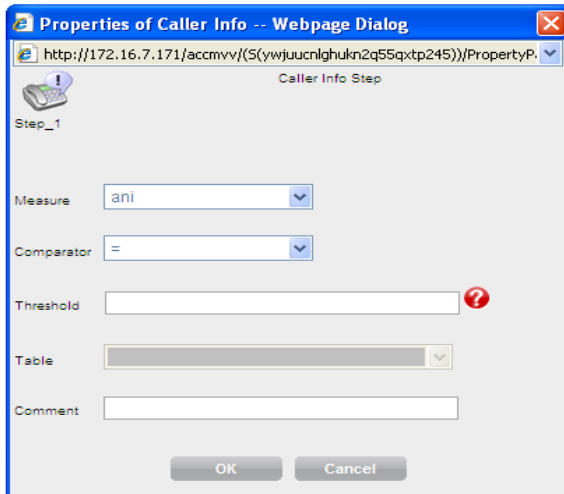 Properties of Caller Info -- Webpage Dialog
http://172.16.7.171/accmvv/(S(ywjuucnlghukn2q55qxtp245))/PropertyP.
Caller Info Step
Step_1
Measure ani
Comparator =
Threshold ?
Table
Comment
OK Cancel